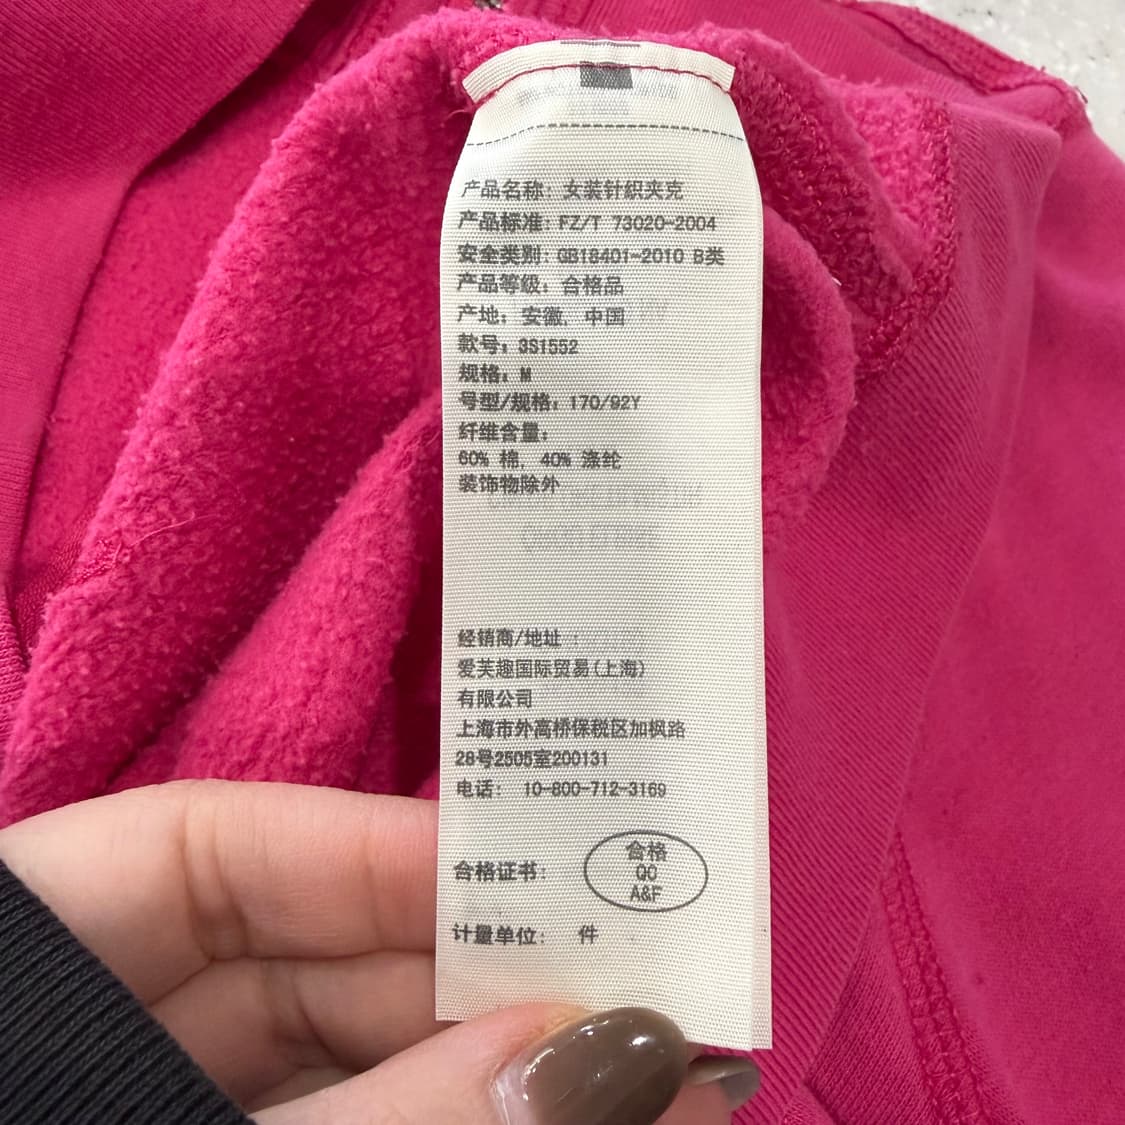 产品名称: 女装针织夹克
产品标准: FZ/T 73020-2004
安全类别: GB18401-2010 B类
产品等级: 合格品
产地: 安徽, 中国
款号: 3S1552
规格: M
号型/规格: 170/92Y
纤维含量:
60% 棉, 40% 涤纶
装饰物除外
经销商/地址 :
爱芙趣国际贸易(上海)
有限公司
上海市外高桥保税区加枫路
28号2505室200131
电话: 10-800-712-3169
合格证书:
合格
QC
A&F
计量单位: 件